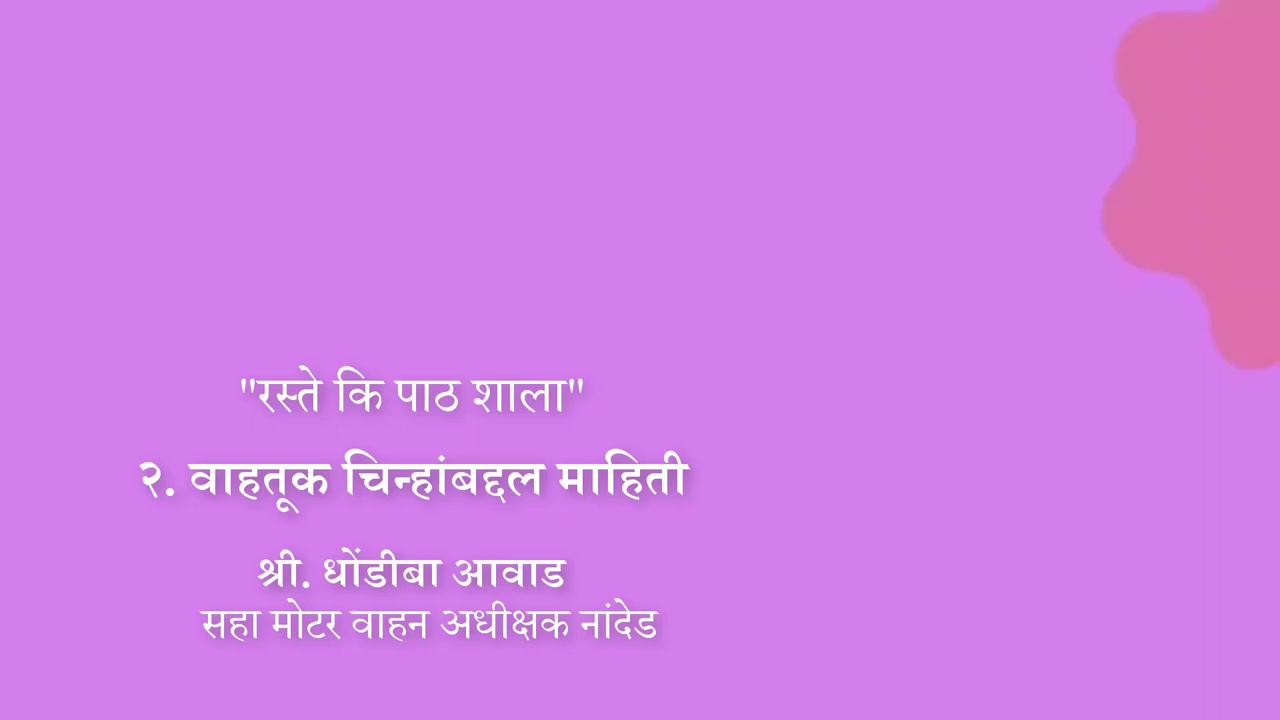 "रस्ते कि पाठ शाला"
२. वाहतूक चिन्हांबद्दल माहिती
श्री. धोंडीबा आवाड
सहा मोटर वाहन अधीक्षक नांदेड